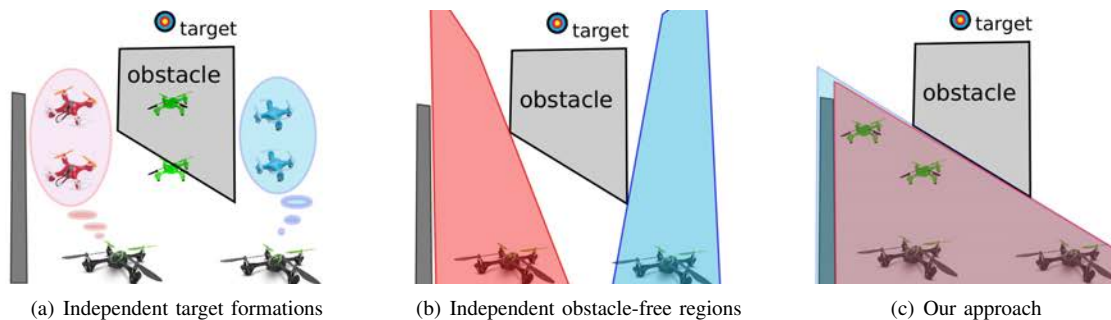 target
obstacle
(a) Independent target formations
target
obstacle
(b) Independent obstacle-free regions
target
obstacle
(c) Our approach